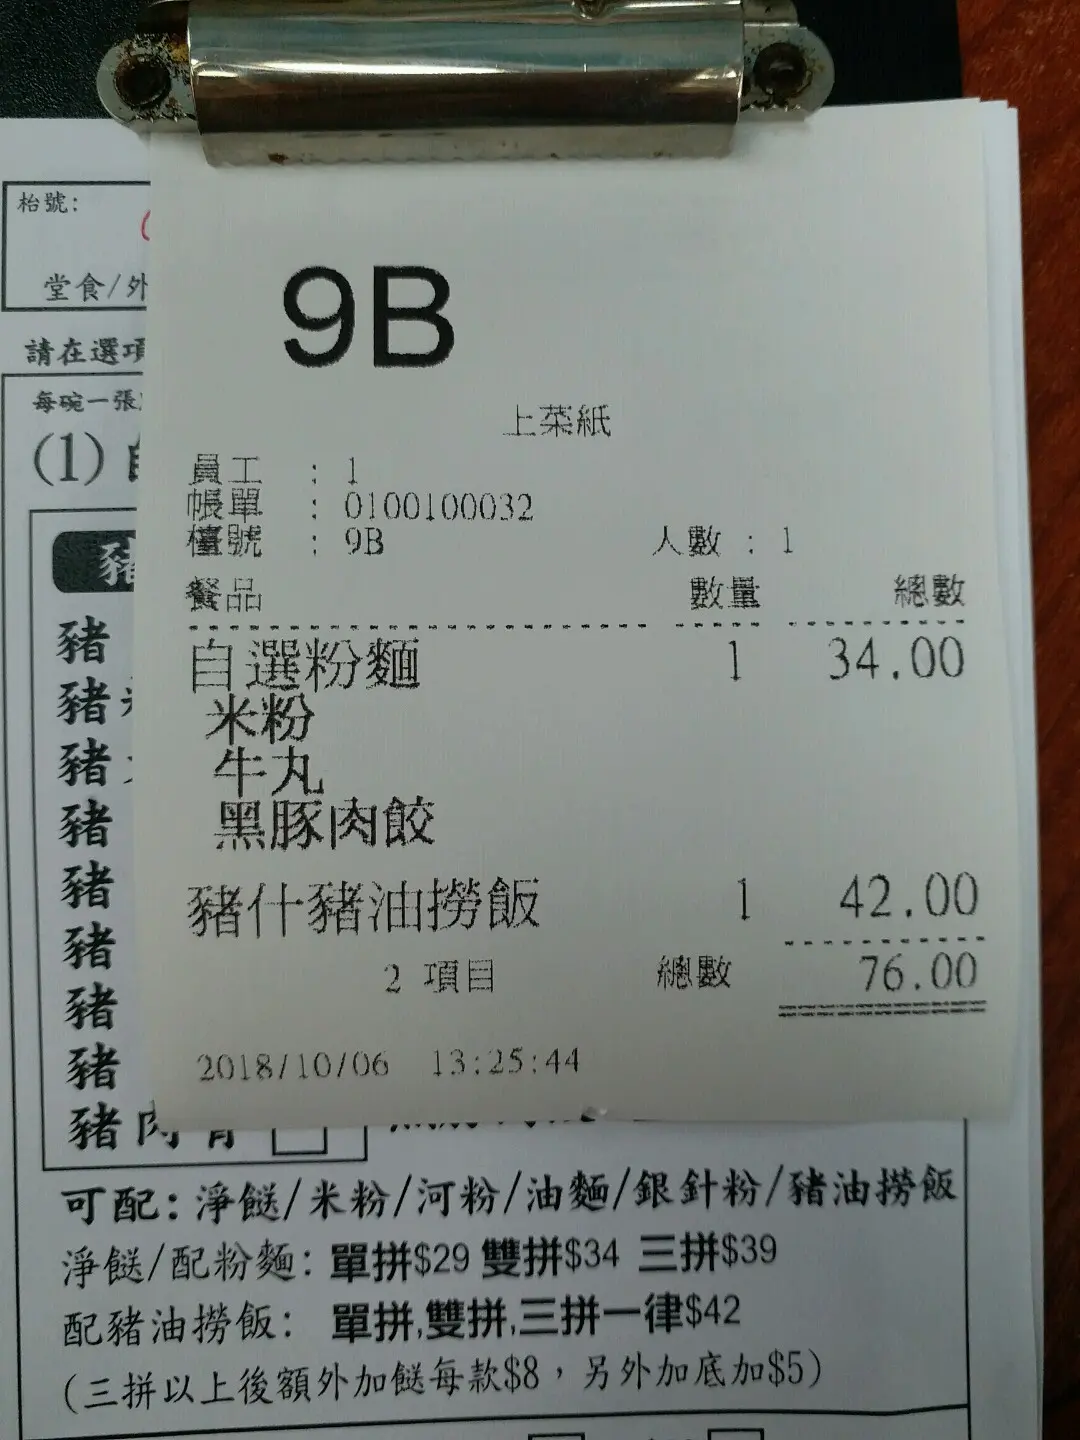 枱號:
堂食/外
請在選項
每碗一張
(1)
9B
上菜紙
員工 : 1
帳單 : 0100100032
檯號 : 9B 人數 : 1
餐品 數量 總數
自選粉麵 1 34.00
米粉
牛丸
黑豚肉餃
豬什豬油撈飯 1 42.00
2 項目 總數 76.00
2018/10/06 13:25:44
豬
豬
豬
豬
豬
豬
豬
豬
豬
豬肉
可配: 淨餸/米粉/河粉/油麵/銀針粉/豬油撈飯
淨餸/配粉麵: 單拼$29 雙拼$34 三拼$39
配豬油撈飯: 單拼,雙拼,三拼一律$42
(三拼以上後額外加餸每款$8，另外加底加$5)